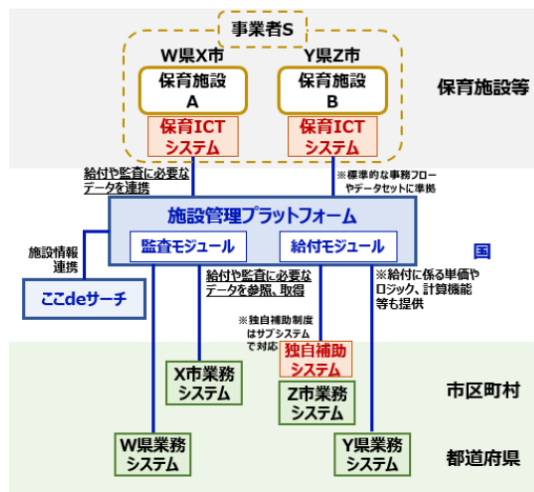 事業者S
W県X市
Y県Z市
保育施設
A
保育施設
B
保育施設等
保育ICT
システム
保育ICT
システム
給付や監査に必要な
データを連携
※標準的な事務フロー
やデータセットに準拠
施設管理プラットフォーム
監査モジュール
給付モジュール
国
施設情報
連携
ここdeサーチ
給付や監査に必要な
データを参照、取得
※給付に係る単価や
ロジック、計算機能
等も提供
※独自補助制度
はサブシステム
で対応
独自補助
システム
X市業務
システム
Z市業務
システム
市区町村
W県業務
システム
Y県業務
システム
都道府県